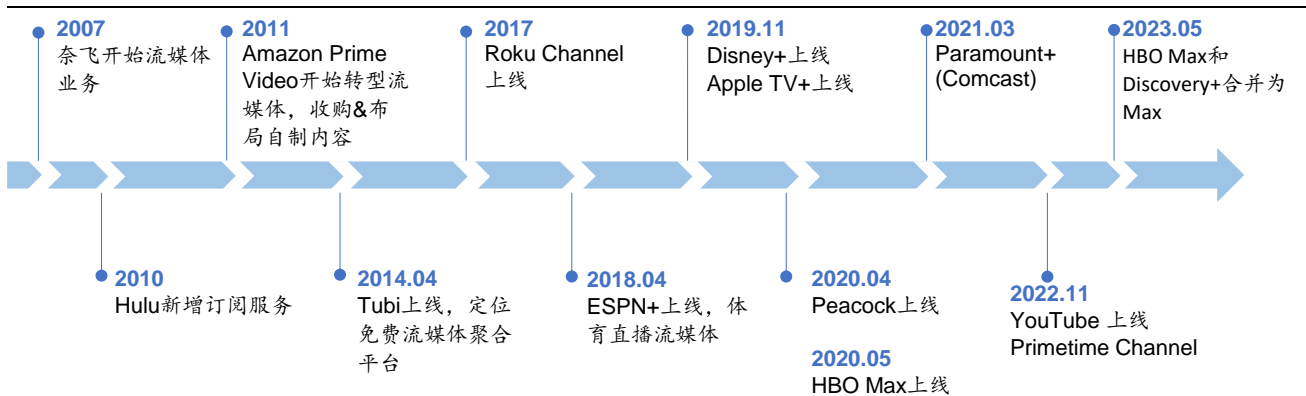 2007
奈飞开始流媒体
业务
2011
Amazon Prime
Video开始转型流
媒体，收购&布
局自制内容
2017
Roku Channel
上线
2019.11
Disney+上线
Apple TV+上线
2021.03
Paramount+
(Comcast)
2023.05
HBO Max和
Discovery+合并为
Max
2010
Hulu新增订阅服务
2014.04
Tubi上线，定位
免费流媒体聚合
平台
2018.04
ESPN+上线，体
育直播流媒体
2020.04
Peacock上线
2020.05
HBO Max上线
2022.11
YouTube 上线
Primetime Channel